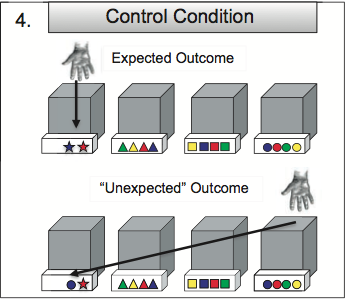 4.
Control Condition
Expected Outcome
“Unexpected” Outcome